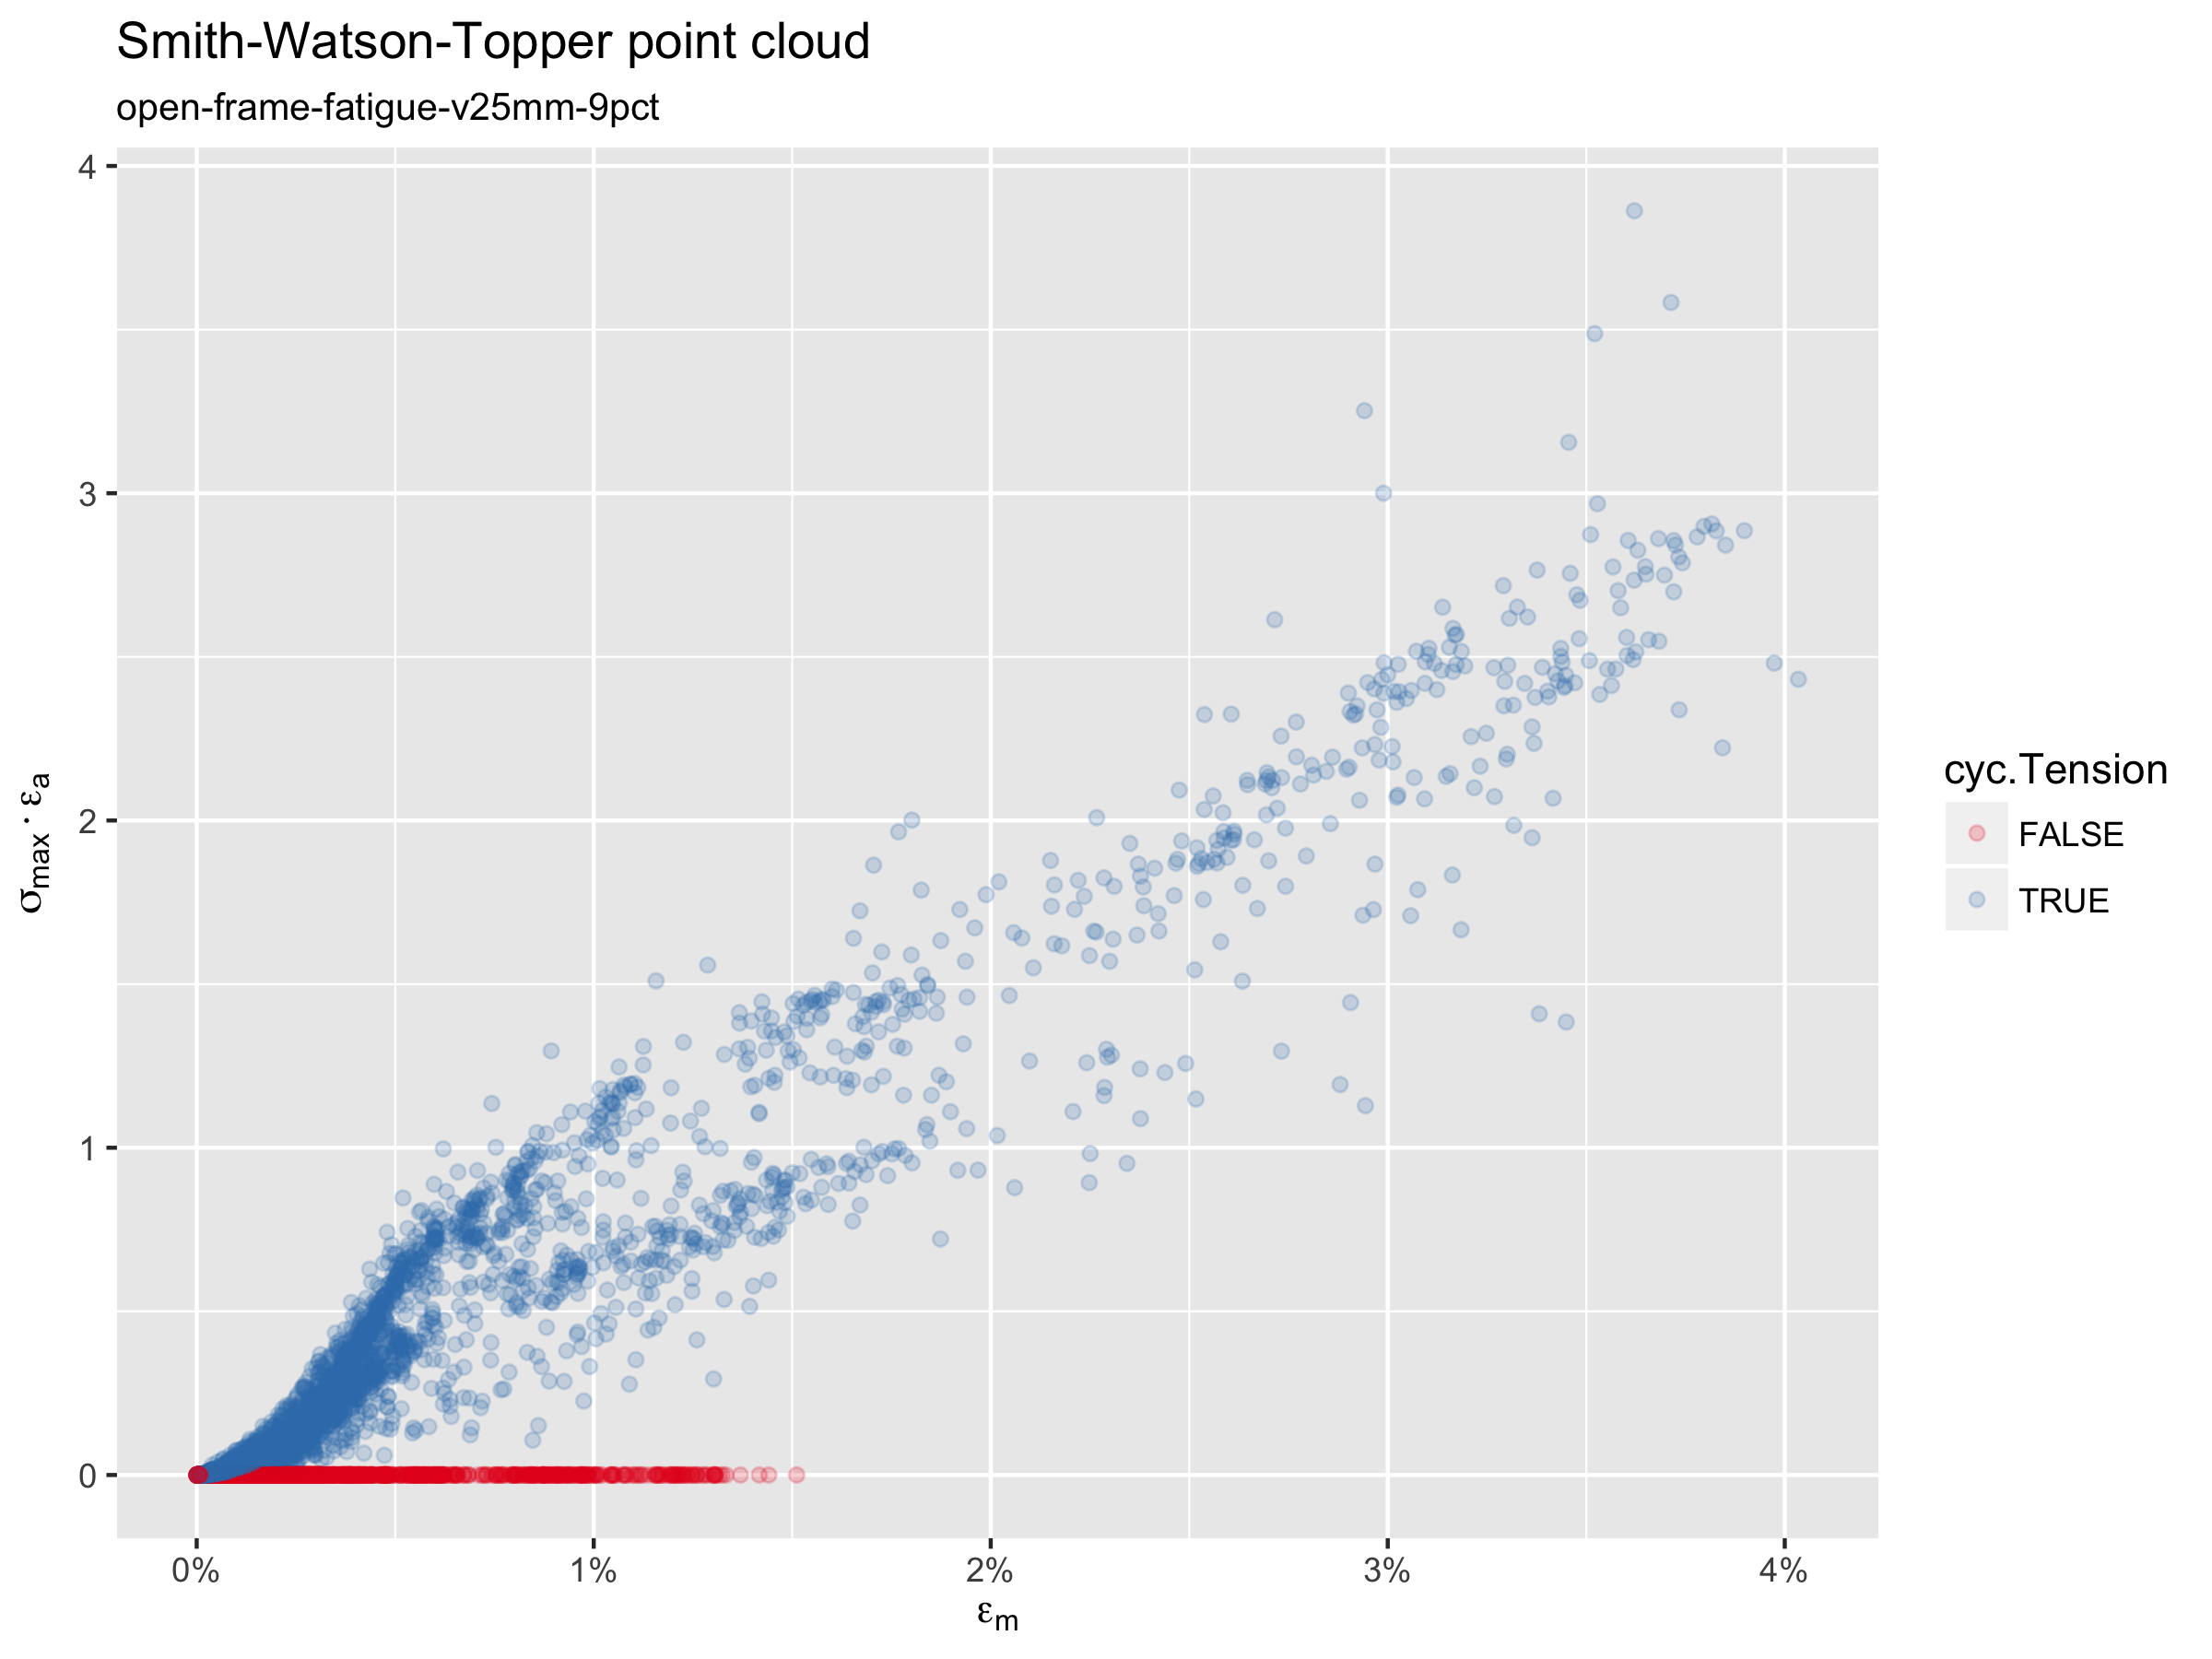 Smith-Watson-Topper point cloud
open-frame-fatigue-v25mm-9pct
4
3
2
1
0
σmax · εa
0% 1% 2% 3% 4%
εm
cyc.Tension
FALSE
TRUE